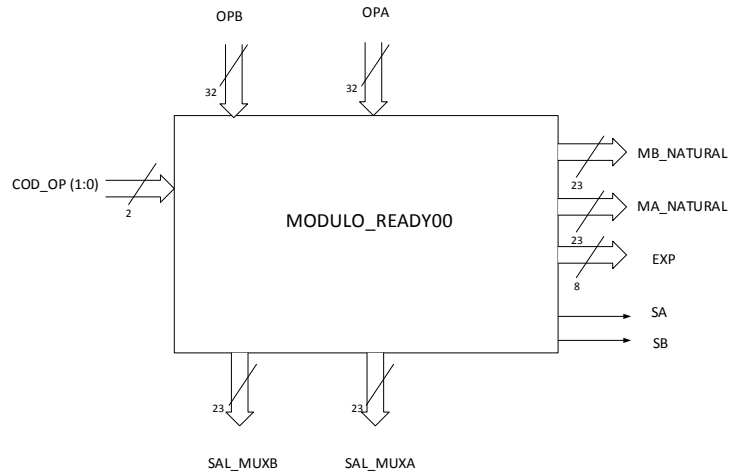 OPB
OPA
32
32
COD_OP (1:0)
2
MODULO_READY00
MB_NATURAL
23
MA_NATURAL
23
EXP
8
SA
SB
23
23
SAL_MUXB
SAL_MUXA